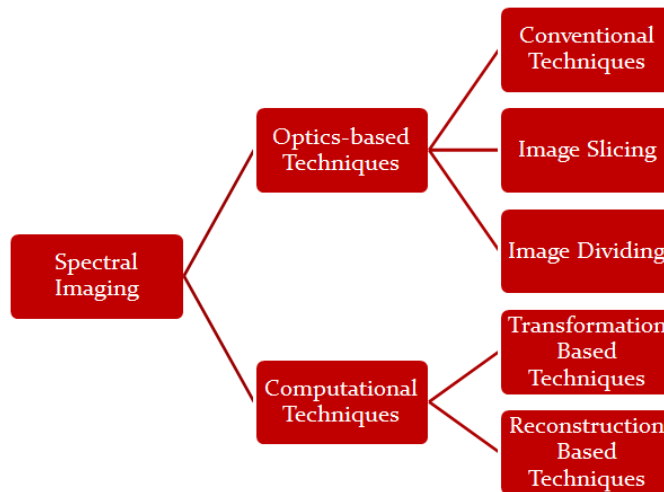 Conventional
Techniques
Optics-based
Techniques
Image Slicing
Image Dividing
Spectral
Imaging
Transformation
Based
Techniques
Computational
Techniques
Reconstruction
Based
Techniques